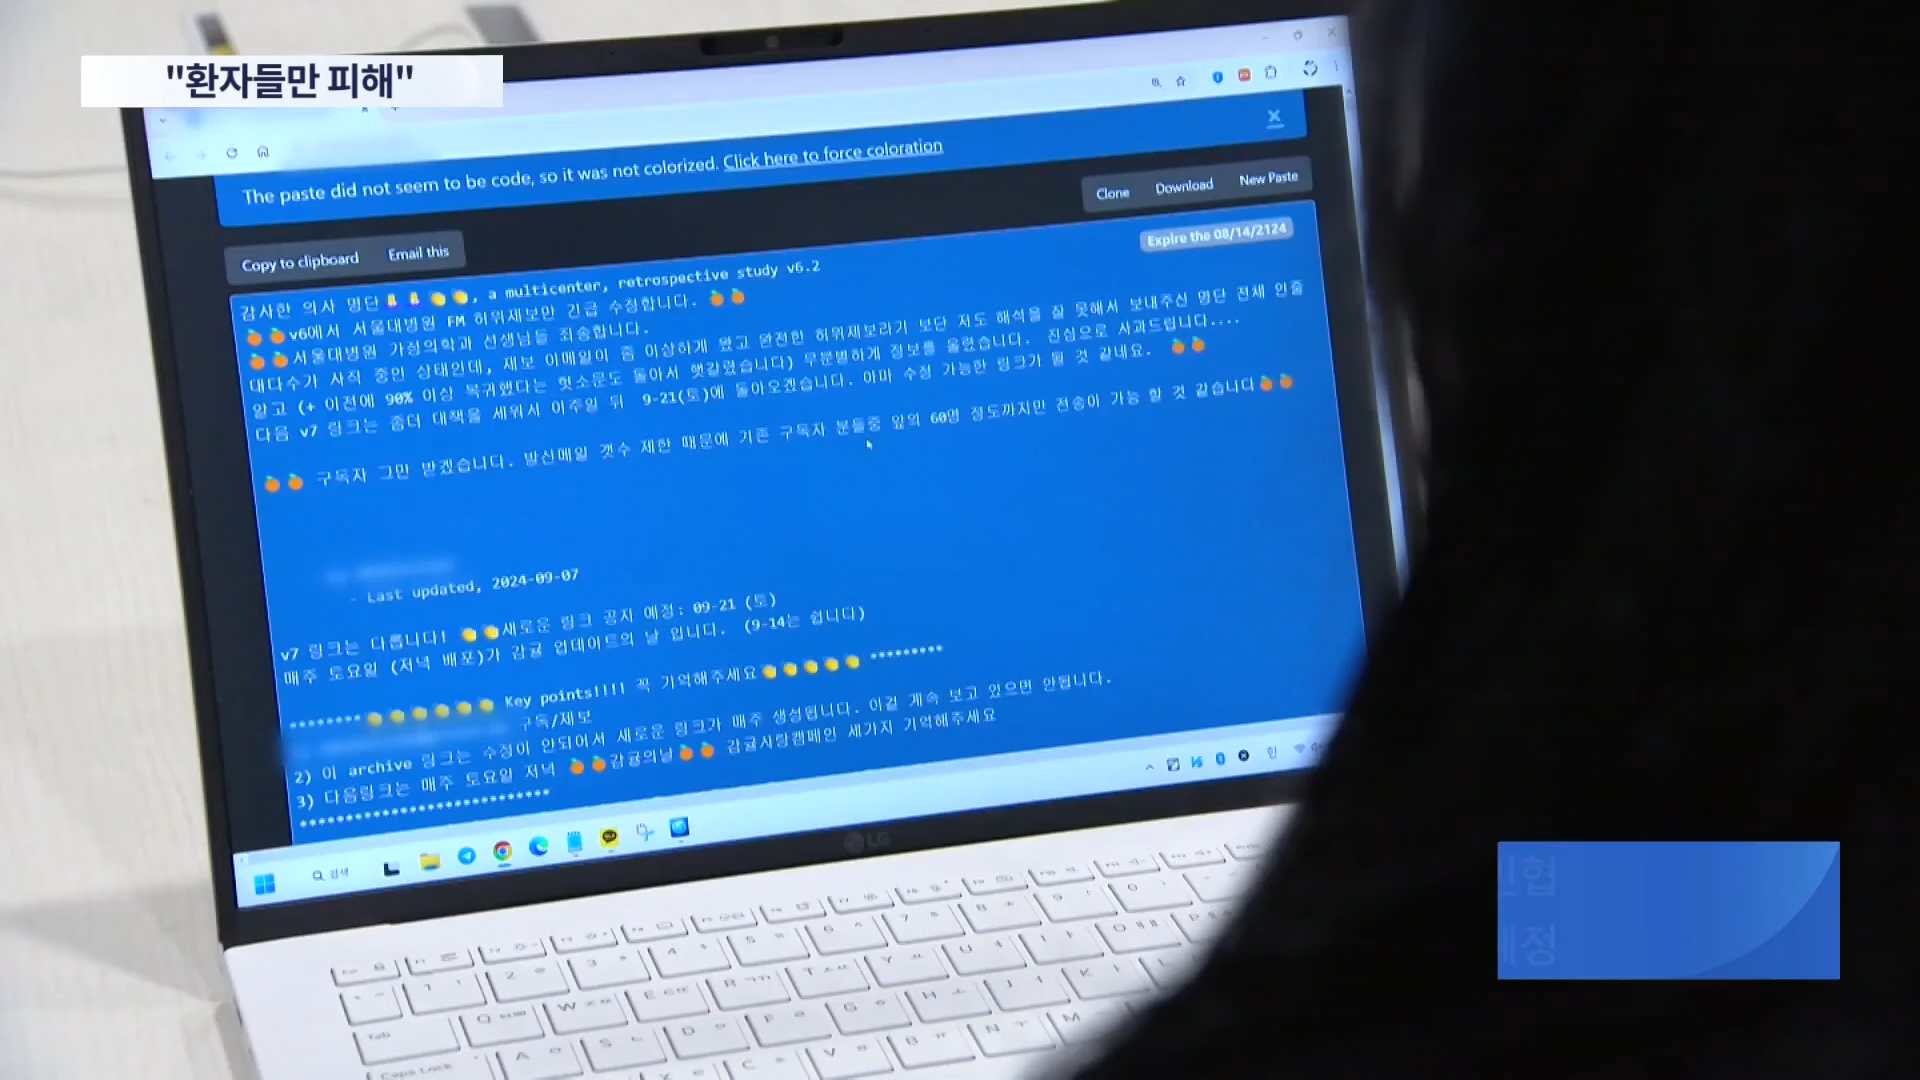 "환자들만 피해"
The paste did not seem to be code, so it was not colorized. Click here to force coloration
Clone Download New Paste
Copy to clipboard Email this
Expire the 08/14/2124
감사한 의사 명단, a multicenter, retrospective study v6.2
🍊🍊v6에서 서울대병원 FM 허위제보만 긴급 수정합니다. 🍊🍊
🍊🍊서울대병원 가정의학과 선생님들 죄송합니다.
대다수가 사직 중인 상태인데, 제보 이메일이 좀 이상하게 왔고 완전한 허위제보라기 보단 저도 해석을 잘 못해서 보내주신 명단 전체 인줄
알고 (+ 이전에 90% 이상 복귀했다는 헛소문도 돌아서 햇갈렸습니다) 무분별하게 정보를 올렸습니다. 진심으로 사과드립니다....
다음 v7 링크는 좀더 대책을 세워서 이주일 뒤 9-21(토)에 돌아오겠습니다. 아마 수정 가능한 링크가 될 것 같네요. 🍊🍊
🍊🍊 구독자 그만 받겠습니다. 발신메일 갯수 제한 때문에 기존 구독자 분들중 앞의 60명 정도까지만 전송이 가능 할 것 같습니다🍊🍊
- Last updated, 2024-09-07
v7 링크는 다릅니다! 👏👏새로운 링크 공지 예정: 09-21 (토)
매주 토요일 (저녁 배포)가 감귤 업데이트의 날 입니다. (9-14는 쉽니다)
********👏👏👏👏👏👏 Key points!!!! 꼭 기억해주세요👏👏👏👏👏 *********
구독/제보
2) 이 archive 링크는 수정이 안되어서 새로운 링크가 매주 생성됩니다. 이걸 계속 보고 있으면 안됩니다.
3) 다음링크는 매주 토요일 저녁 🍊🍊감귤의날🍊🍊 감귤사랑캠페인 세가지 기억해주세요
****************************
검색
LG